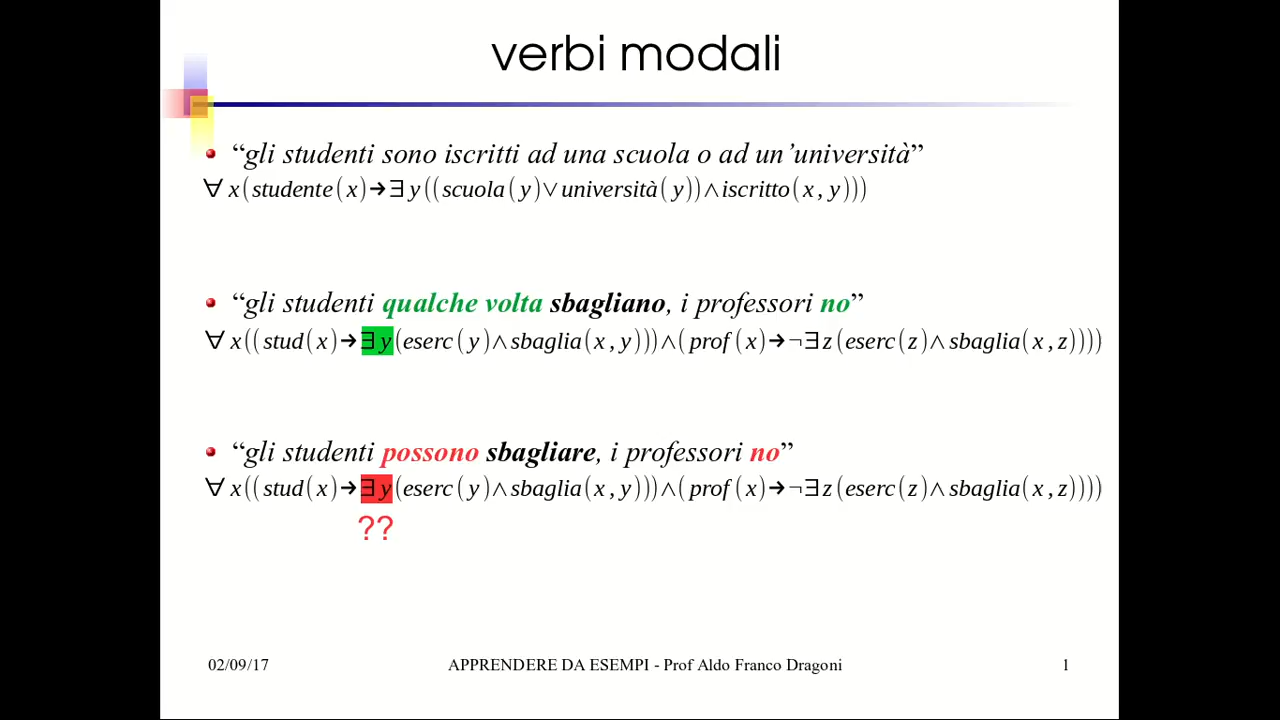 verbi modali
“gli studenti sono iscritti ad una scuola o ad un’università”
∀ x(studente(x)→∃ y((scuola(y)∨università(y))∧iscritto(x,y)))
“gli studenti qualche volta sbagliano, i professori no”
∀ x((stud(x)→∃ y(eserc(y)∧sbaglia(x,y)))∧(prof(x)→¬∃ z(eserc(z)∧sbaglia(x,z))))
“gli studenti possono sbagliare, i professori no”
∀ x((stud(x)→∃ y(eserc(y)∧sbaglia(x,y)))∧(prof(x)→¬∃ z(eserc(z)∧sbaglia(x,z))))
??
02/09/17 APPRENDERE DA ESEMPI - Prof Aldo Franco Dragoni 1